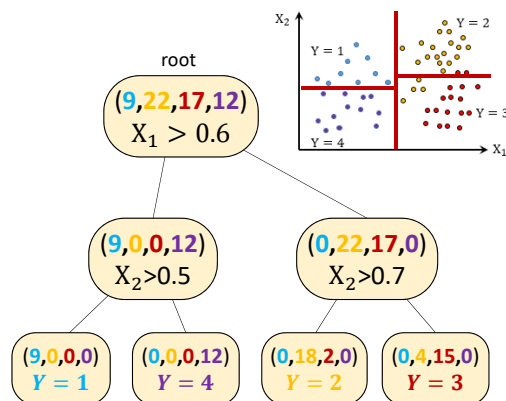 X₂
Y = 2
Y = 1
Y = 3
Y = 4
X₁
root
(9,22,17,12)
X₁ > 0.6
(9,0,0,12)
X₂>0.5
(0,22,17,0)
X₂>0.7
(9,0,0,0)
Y = 1
(0,0,0,12)
Y = 4
(0,18,2,0)
Y = 2
(0,4,15,0)
Y = 3